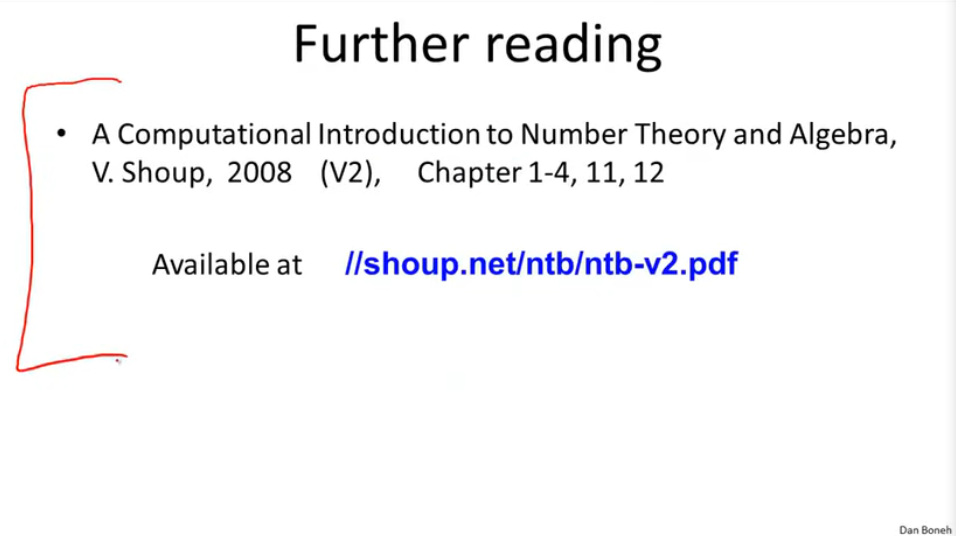 Further reading
• A Computational Introduction to Number Theory and Algebra,
V. Shoup, 2008 (V2), Chapter 1-4, 11, 12
Available at //shoup.net/ntb/ntb-v2.pdf
Dan Boneh